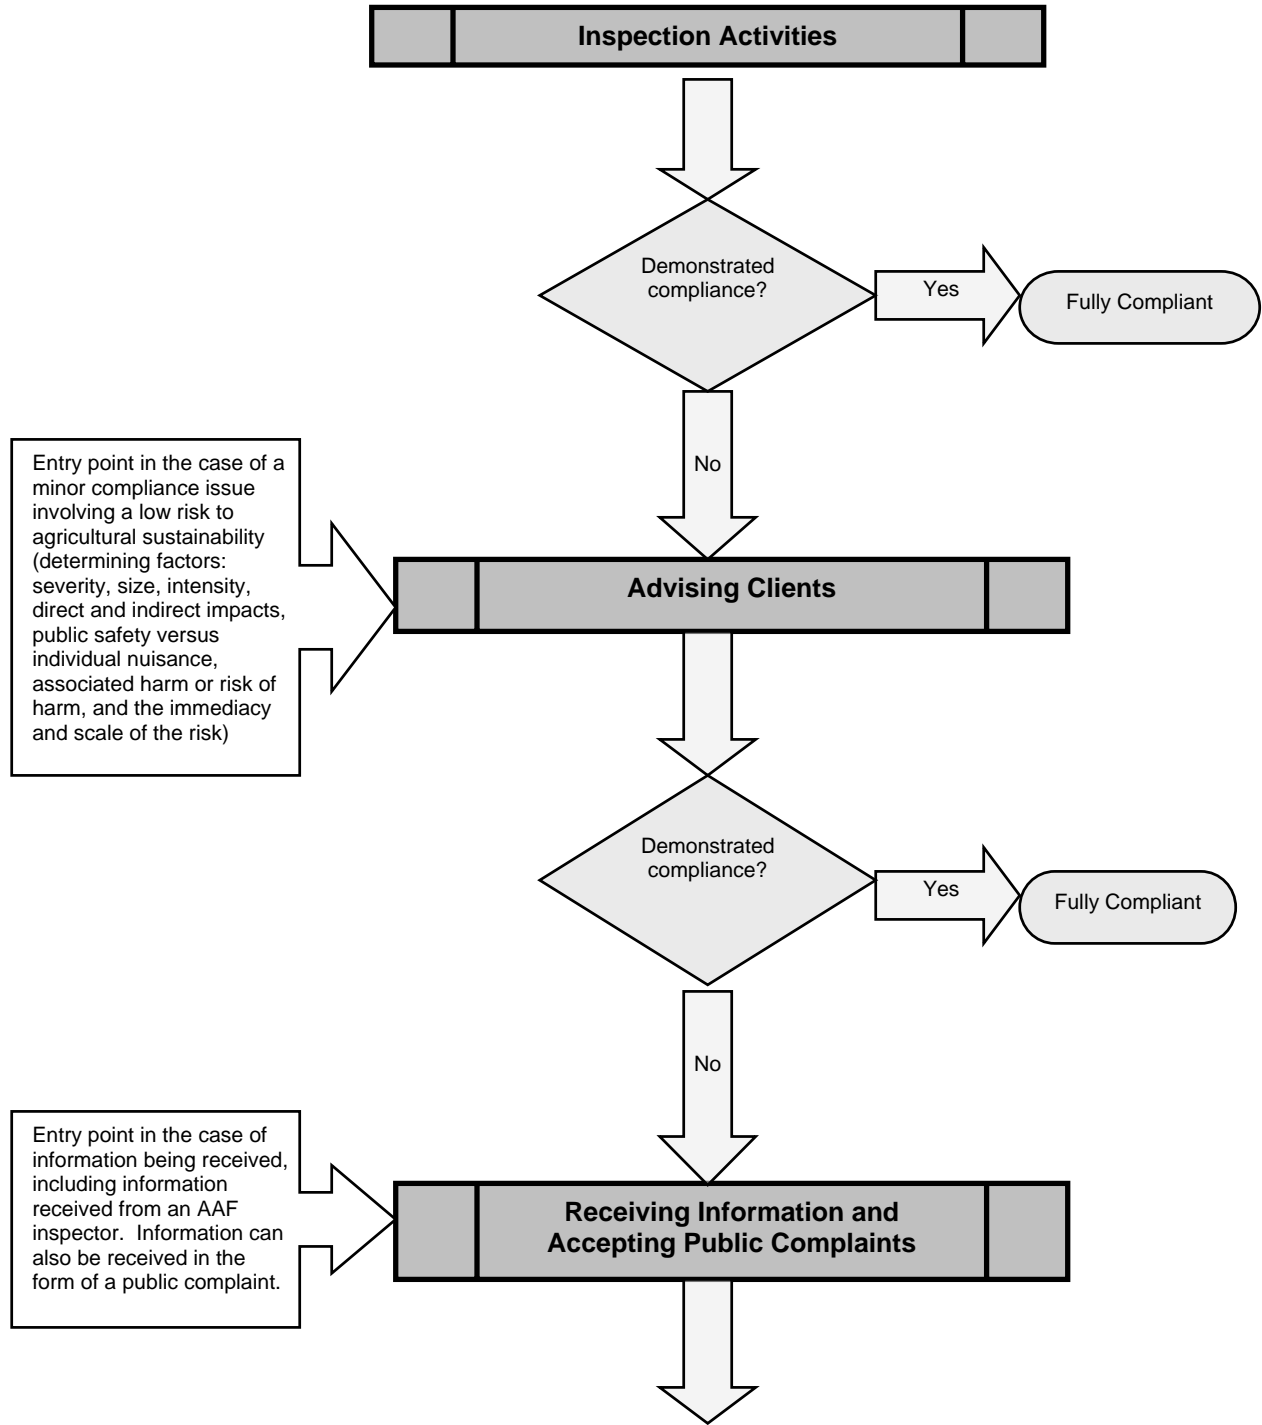 Inspection Activities
Demonstrated
compliance?
Yes
Fully Compliant
No
Entry point in the case of a
minor compliance issue
involving a low risk to
agricultural sustainability
(determining factors:
severity, size, intensity,
direct and indirect impacts,
public safety versus
individual nuisance,
associated harm or risk of
harm, and the immediacy
and scale of the risk)
Advising Clients
Demonstrated
compliance?
Yes
Fully Compliant
No
Entry point in the case of
information being received,
including information
received from an AAF
inspector.  Information can
also be received in the
form of a public complaint.
Receiving Information and
Accepting Public Complaints